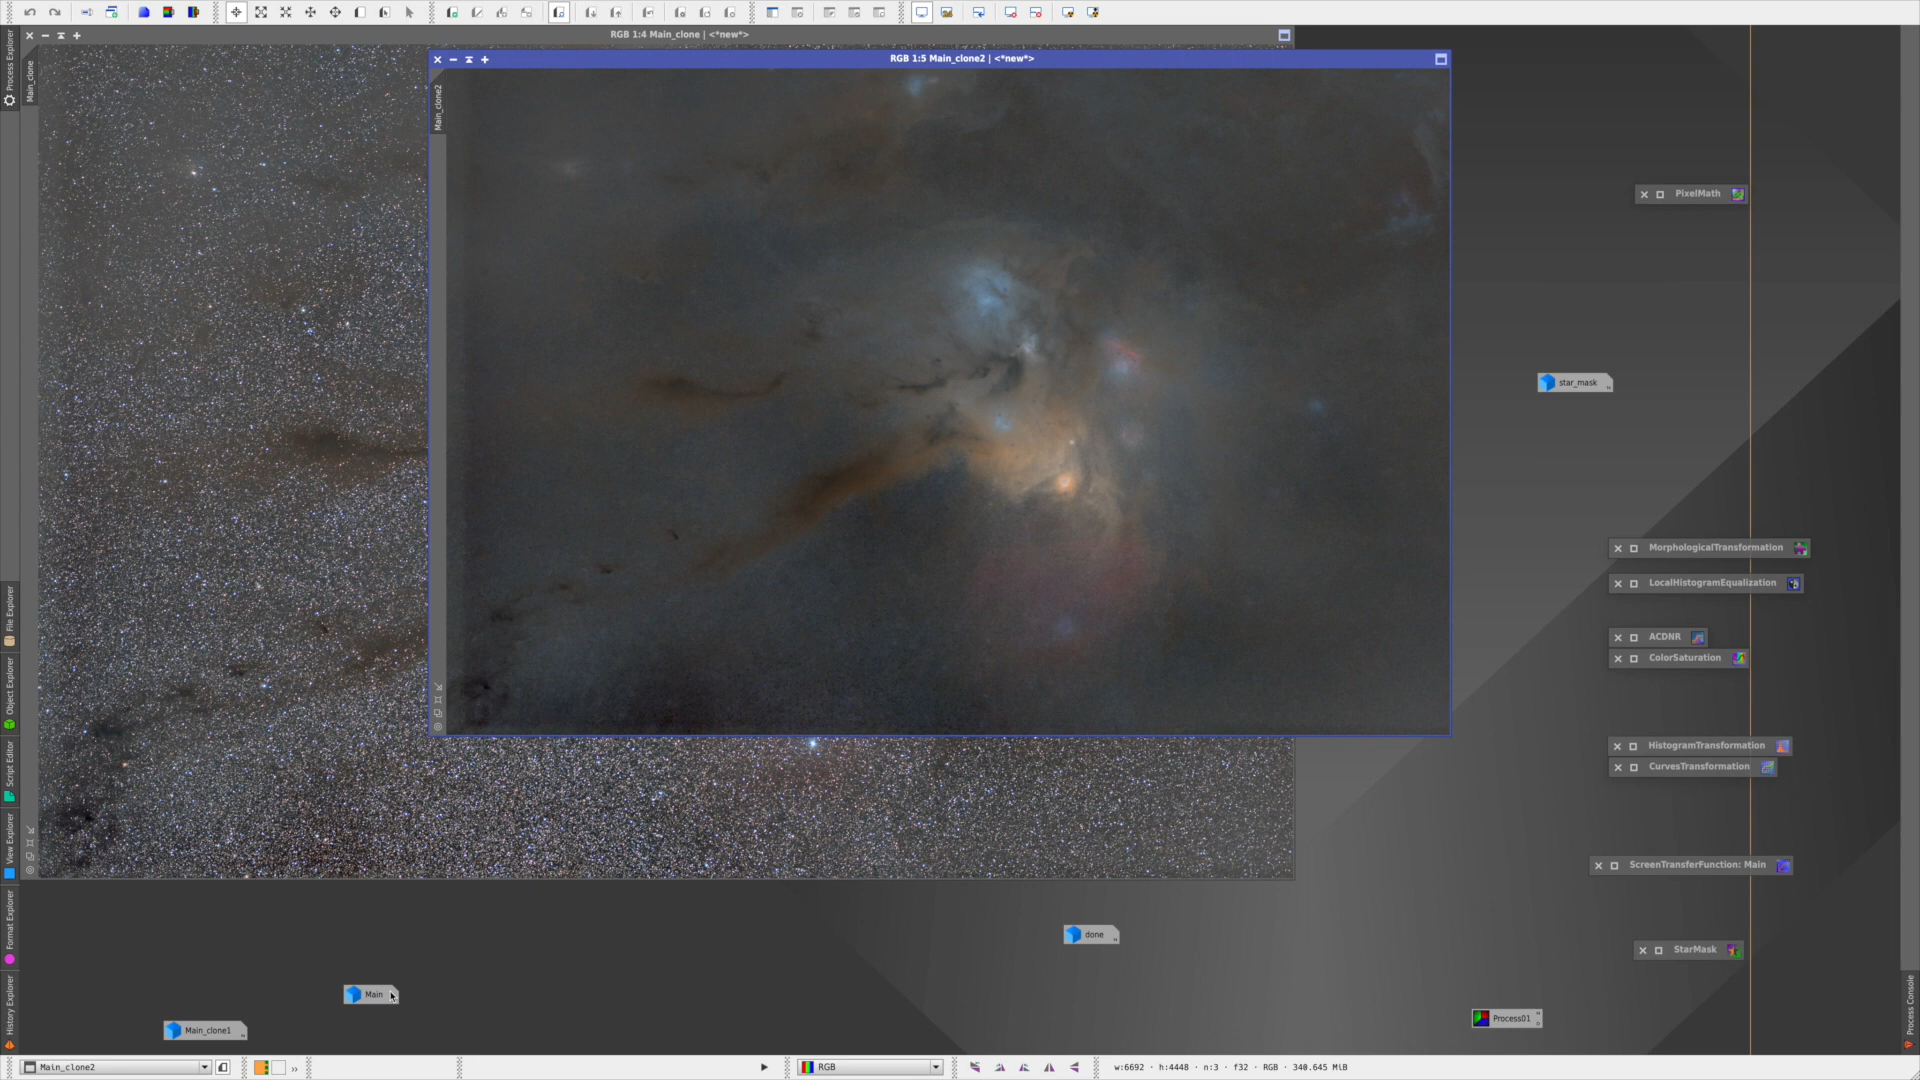 RGB 1:4 Main_clone | <*new*>
RGB 1:5 Main_clone2 | <*new*>
Process Explorer
Main_clone
Main_clone2
PixelMath
star_mask
MorphologicalTransformation
LocalHistogramEqualization
File Explorer
ACDNR
ColorSaturation
Object Explorer
HistogramTransformation
CurvesTransformation
Script Editor
View Explorer
ScreenTransferFunction: Main
Format Explorer
done
StarMask
History Explorer
Main
Process Console
Process01
Main_clone1
Main_clone2
RGB
w:6692 · h:4448 · n:3 · f32 · RGB · 340.645 MiB